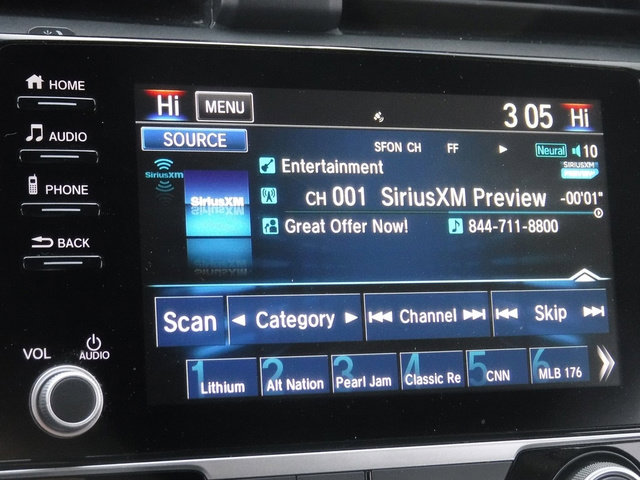 HOME
Hi
MENU
3 05
Hi
AUDIO
SOURCE
SFON CH
FF
Neural
10
SiriusXM
Entertainment
SIRIUSXM
PHONE
SiriusXM
CH 001
SiriusXM Preview
-00'01"
Great Offer Now!
844-711-8800
BACK
Scan
Category
Channel
Skip
VOL
AUDIO
1 Lithium
2 Alt Nation
3 Pearl Jam
4 Classic Re
5 CNN
6 MLB 176